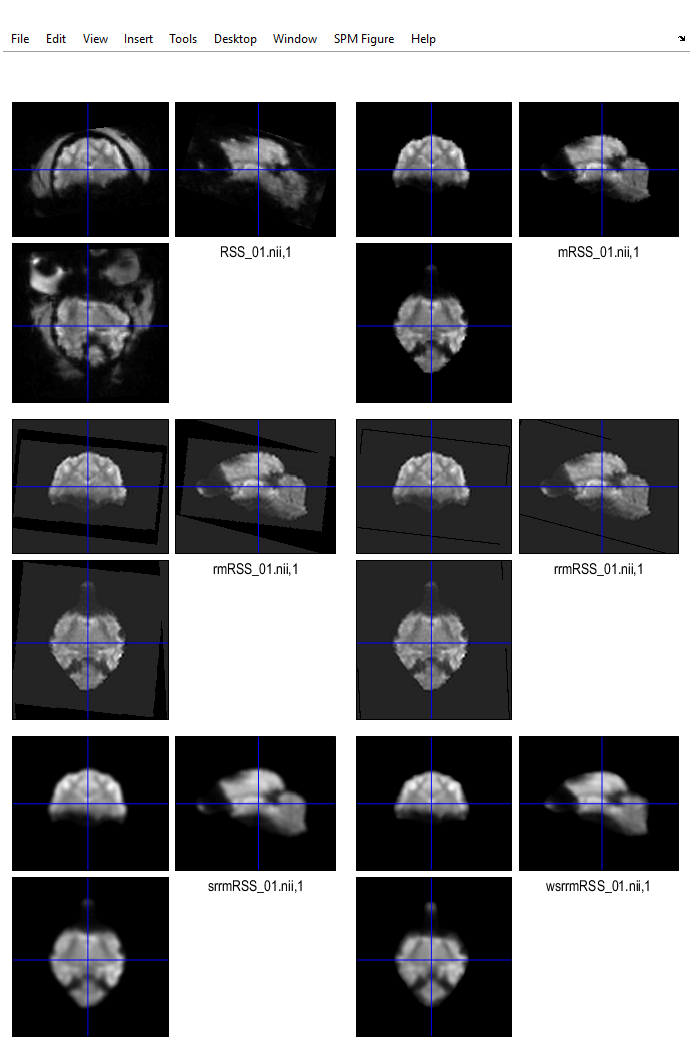 File Edit View Insert Tools Desktop Window SPM Figure Help
RSS_01.nii,1
mRSS_01.nii,1
rmRSS_01.nii,1
rrmRSS_01.nii,1
srrmRSS_01.nii,1
wsrrmRSS_01.nii,1